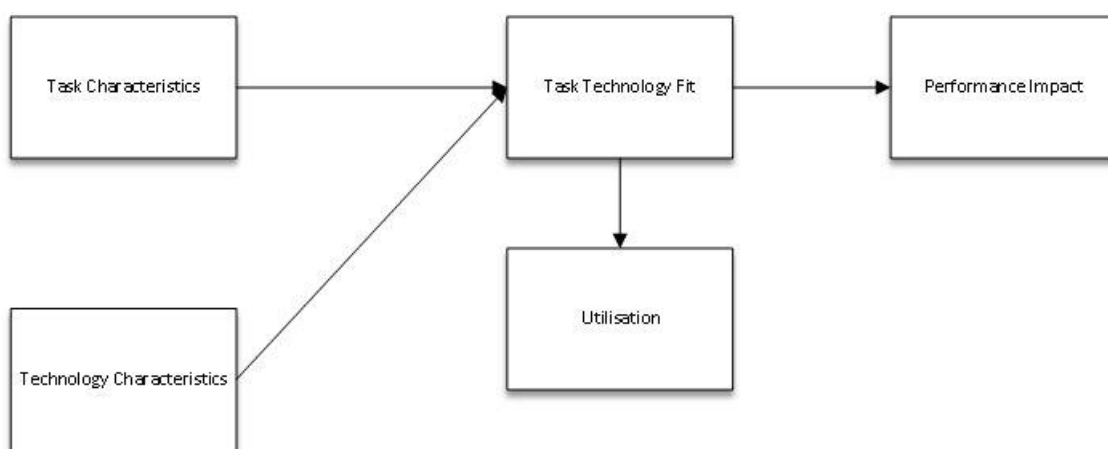 Task Characteristics
Task Technology Fit
Performance Impact
Utilisation
Technology Characteristics